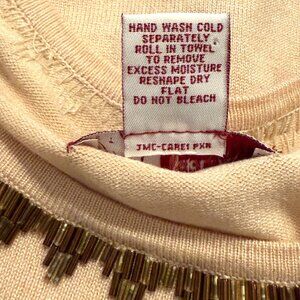 HAND WASH COLD
SEPARATELY
ROLL IN TOWEL
TO REMOVE
EXCESS MOISTURE
RESHAPE DRY
FLAT
DO NOT BLEACH
L
JMC-CARE1 PXR